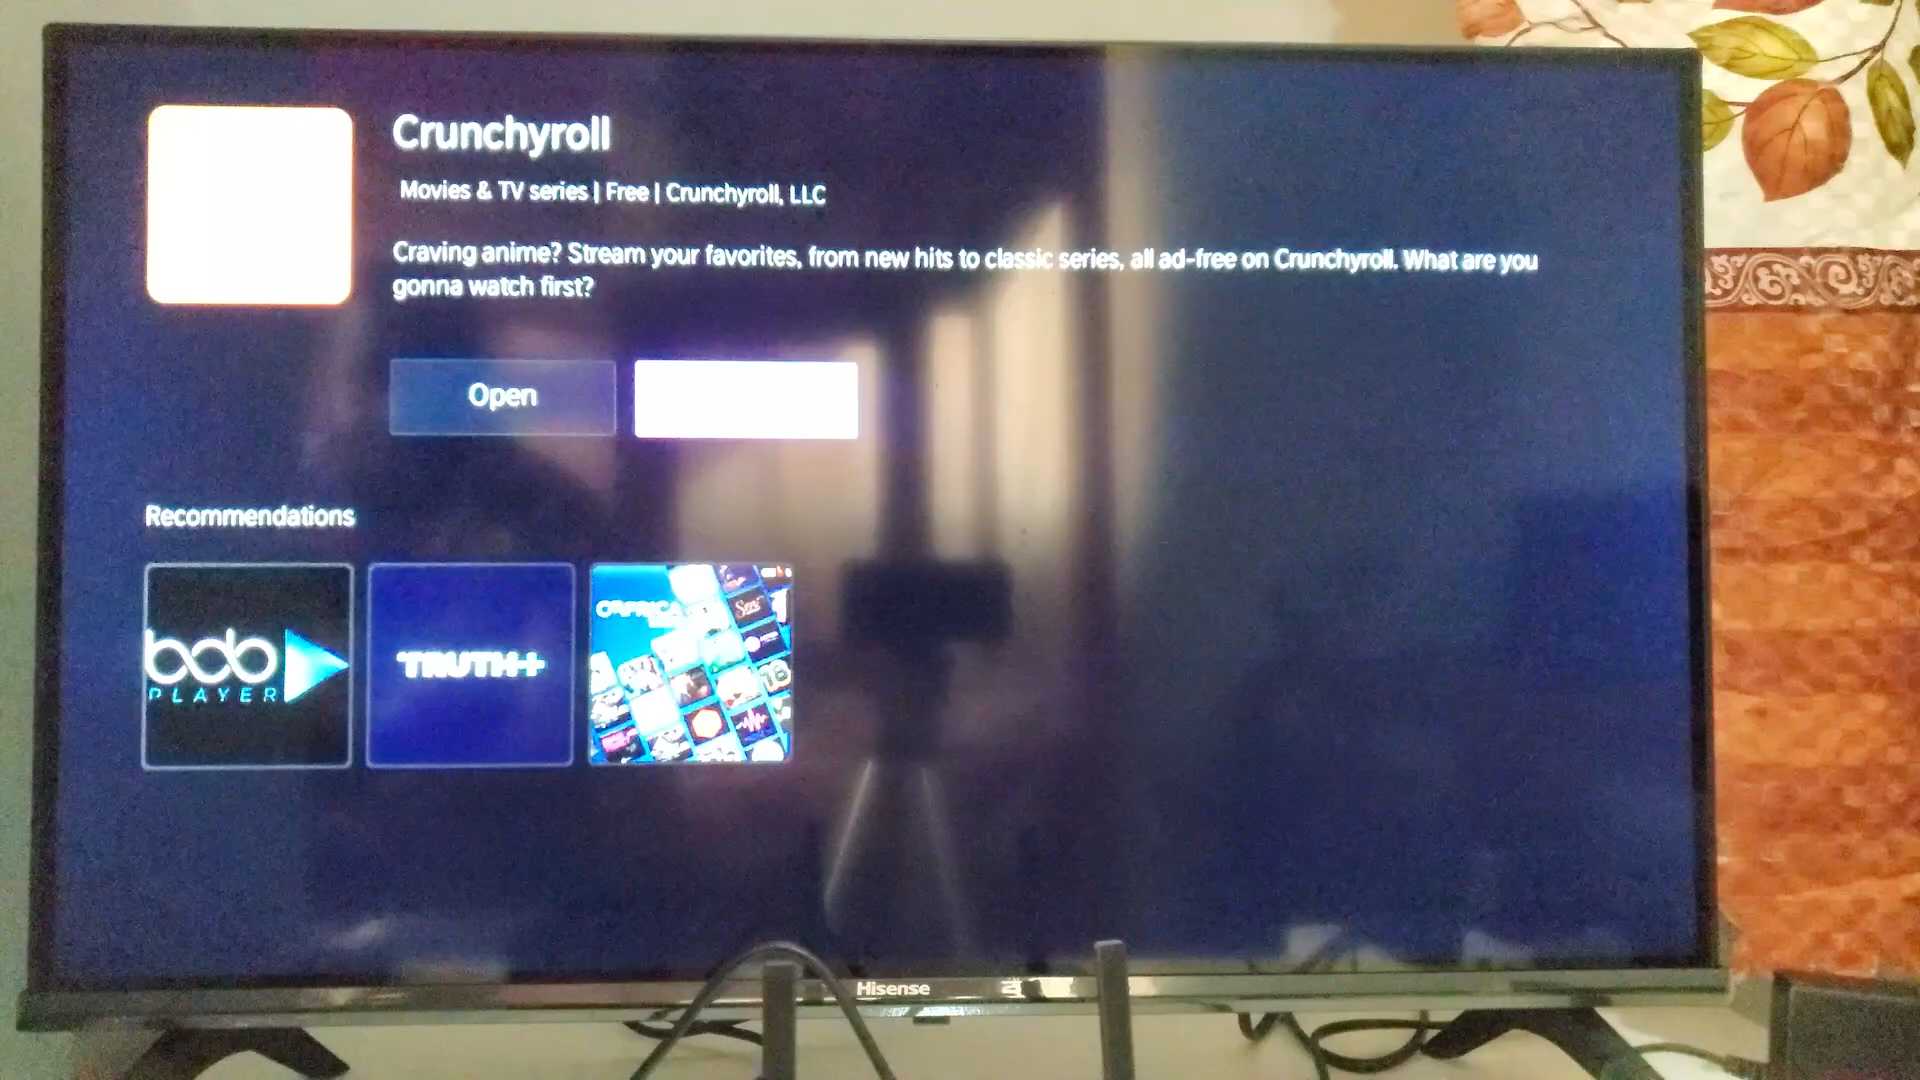 Crunchyroll
Movies & TV series | Free | Crunchyroll, LLC
Craving anime? Stream your favorites, from new hits to classic series, all ad-free on Crunchyroll. What are you
gonna watch first?
Open
Recommendations
bob
PLAYER
TRUTH+
Hisense